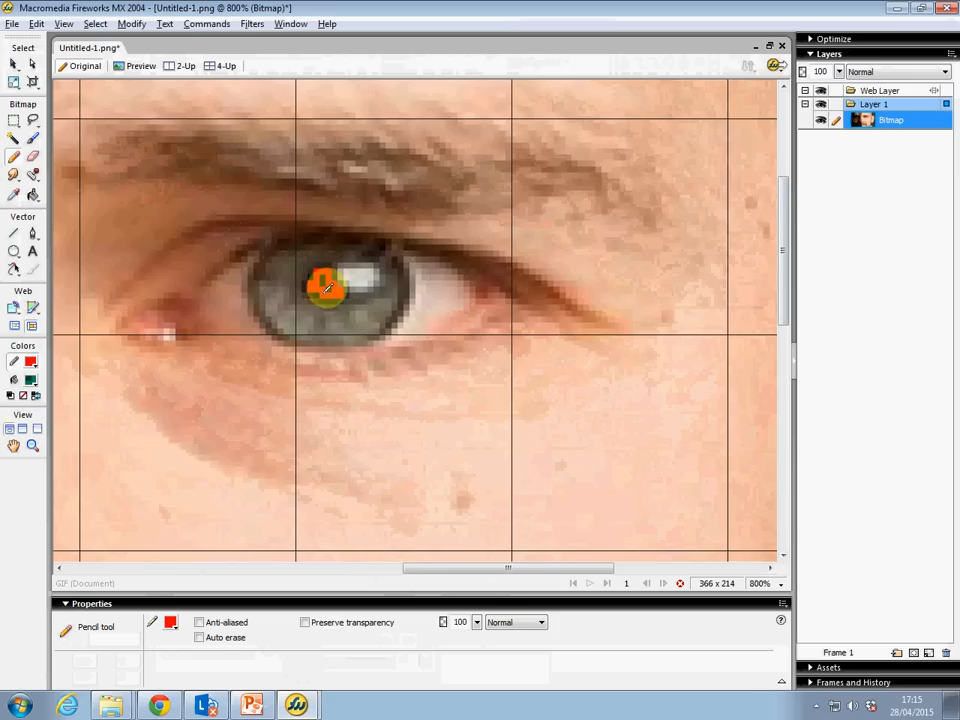 Macromedia Fireworks MX 2004 - [Untitled-1.png @ 800% (Bitmap)*]
File Edit View Select Modify Text Commands Filters Window Help
Select
Bitmap
Vector
A
Web
Colors
View
Untitled-1.png*
Original Preview 2-Up 4-Up
GIF (Document)
1 366 x 214 800%
Properties
Pencil tool
Anti-aliased
Auto erase
Preserve transparency
100 Normal
Optimize
Layers
100 Normal
Web Layer
Layer 1
Bitmap
Frame 1
Assets
Frames and History
17:15
28/04/2015